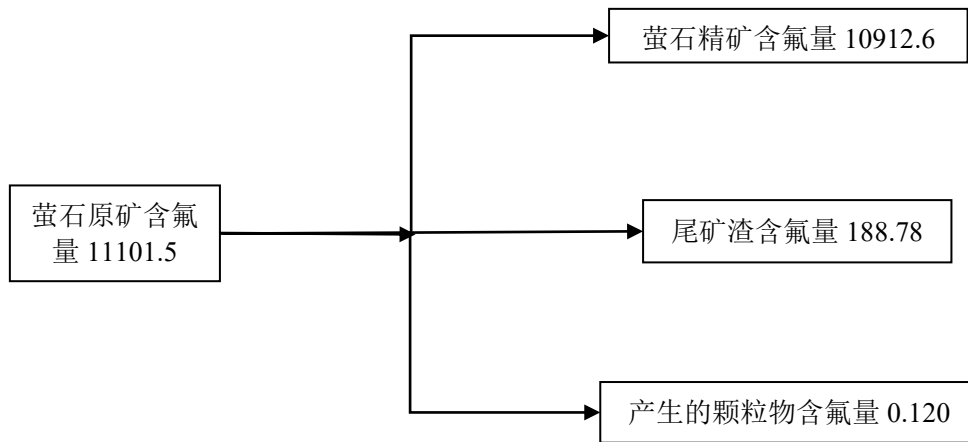 萤石精矿含氟量 10912.6
萤石原矿含氟
量 11101.5
尾矿渣含氟量 188.78
产生的颗粒物含氟量 0.120